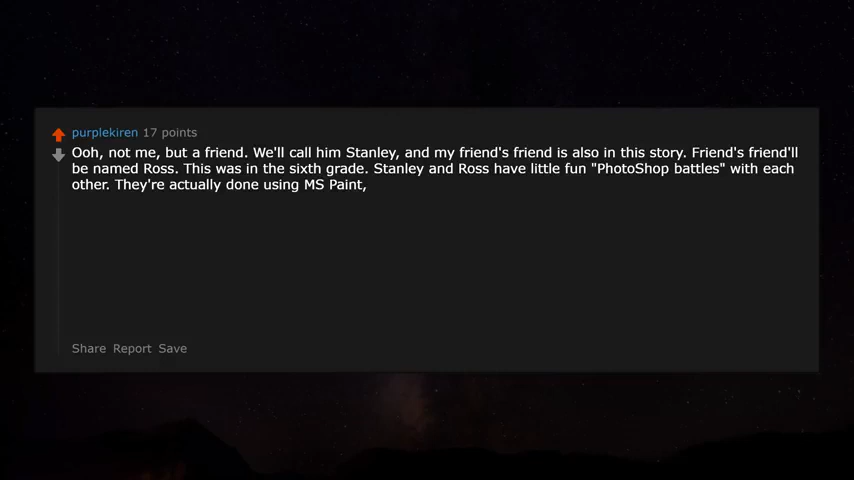 purplekiren 17 points
Ooh, not me, but a friend. We'll call him Stanley, and my friend's friend is also in this story. Friend's friend'll
be named Ross. This was in the sixth grade. Stanley and Ross have little fun "PhotoShop battles" with each
other. They're actually done using MS Paint,
Share Report Save